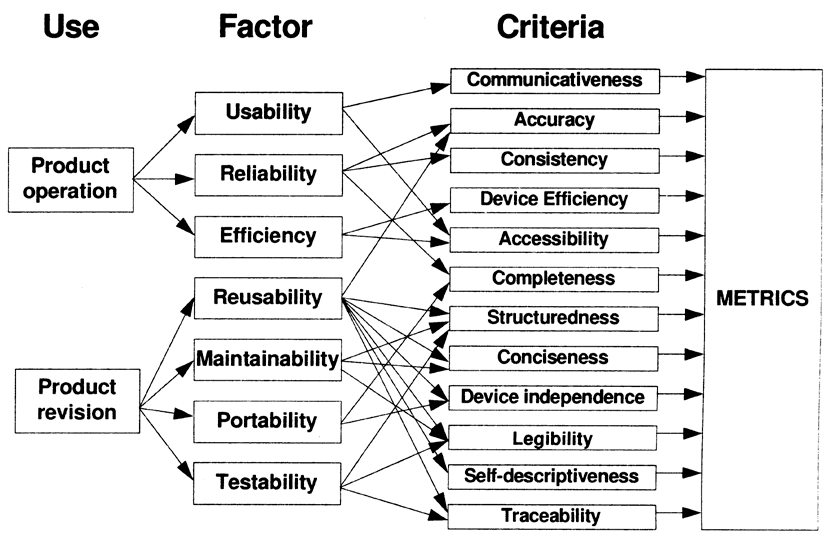 Use Factor Criteria
Product
operation
Product
revision
Usability
Reliability
Efficiency
Reusability
Maintainability
Portability
Testability
Communicativeness
Accuracy
Consistency
Device Efficiency
Accessibility
Completeness
Structuredness
Conciseness
Device independence
Legibility
Self-descriptiveness
Traceability
METRICS